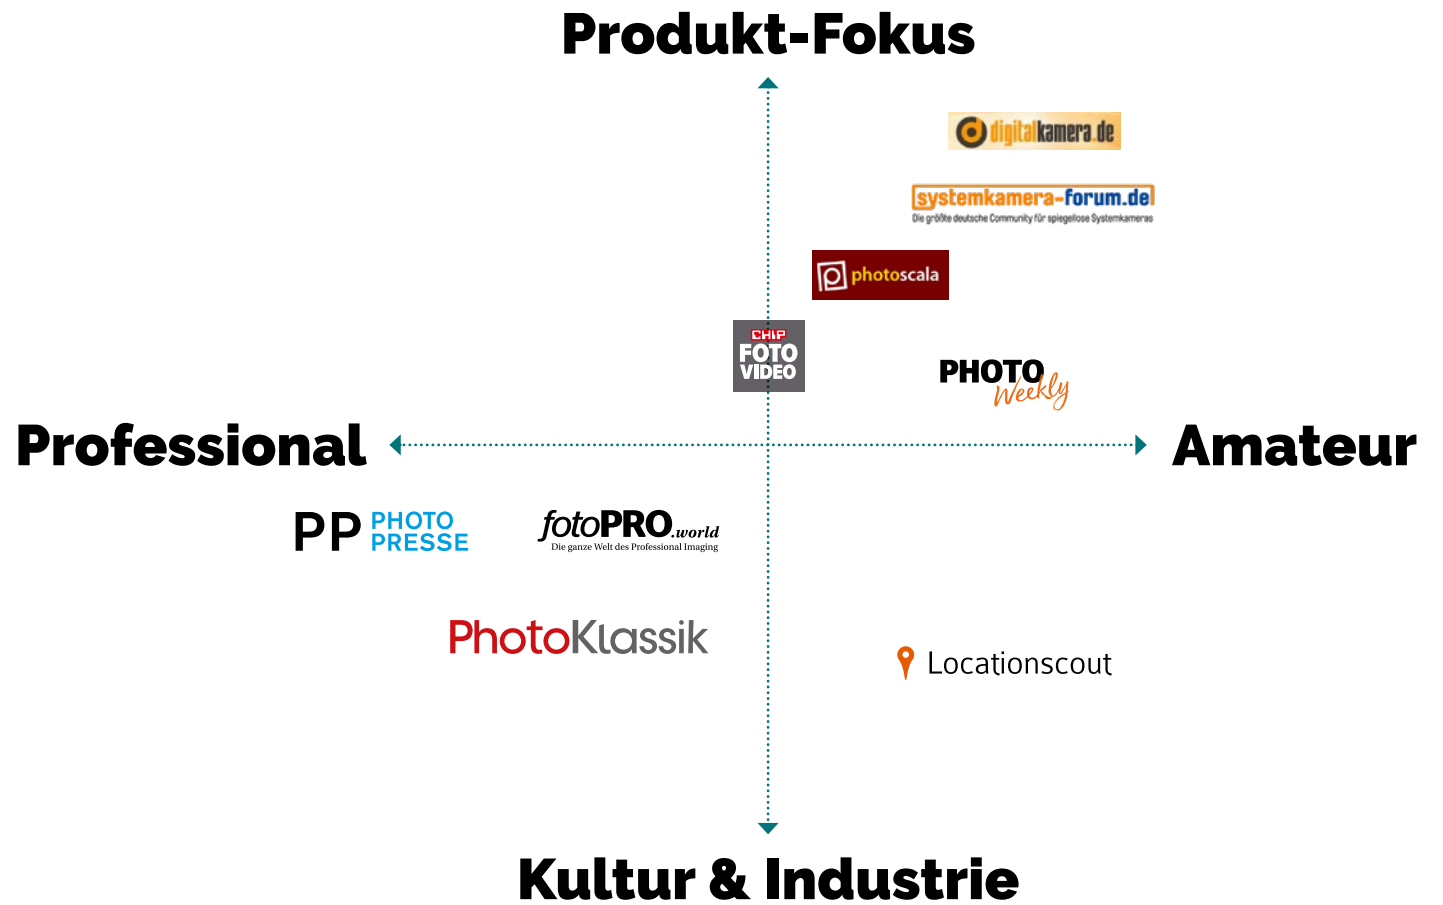 Produkt-Fokus
digitalkamera.de
systemkamera-forum.de
Die größte deutsche Community für spiegellose Systemkameras
photoscala
CHIP
FOTO
VIDEO
PHOTO
Weekly
Professional
Amateur
PP PHOTO
PRESSE
fotoPRO.world
Die ganze Welt des Professional Imaging
PhotoKlassik
Locationscout
Kultur & Industrie